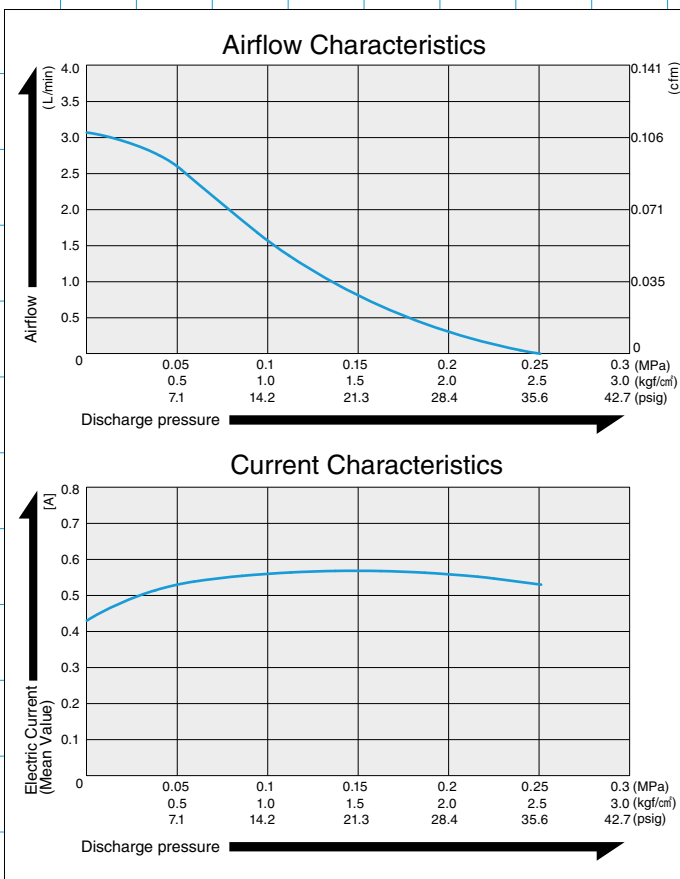 Airflow Characteristics
(L/min)
4.0
3.5
3.0
2.5
2.0
1.5
1.0
0.5
0
Airflow
0.141
(cfm)
0.106
0.071
0.035
0
0.05 0.1 0.15 0.2 0.25 0.3 (MPa)
0.5 1.0 1.5 2.0 2.5 3.0 (kgf/c㎡)
7.1 14.2 21.3 28.4 35.6 42.7 (psig)
Discharge pressure
Current Characteristics
[A]
0.8
0.7
0.6
0.5
0.4
0.3
0.2
0.1
0
Electric Current
(Mean Value)
0.05 0.1 0.15 0.2 0.25 0.3 (MPa)
0.5 1.0 1.5 2.0 2.5 3.0 (kgf/c㎡)
7.1 14.2 21.3 28.4 35.6 42.7 (psig)
Discharge pressure